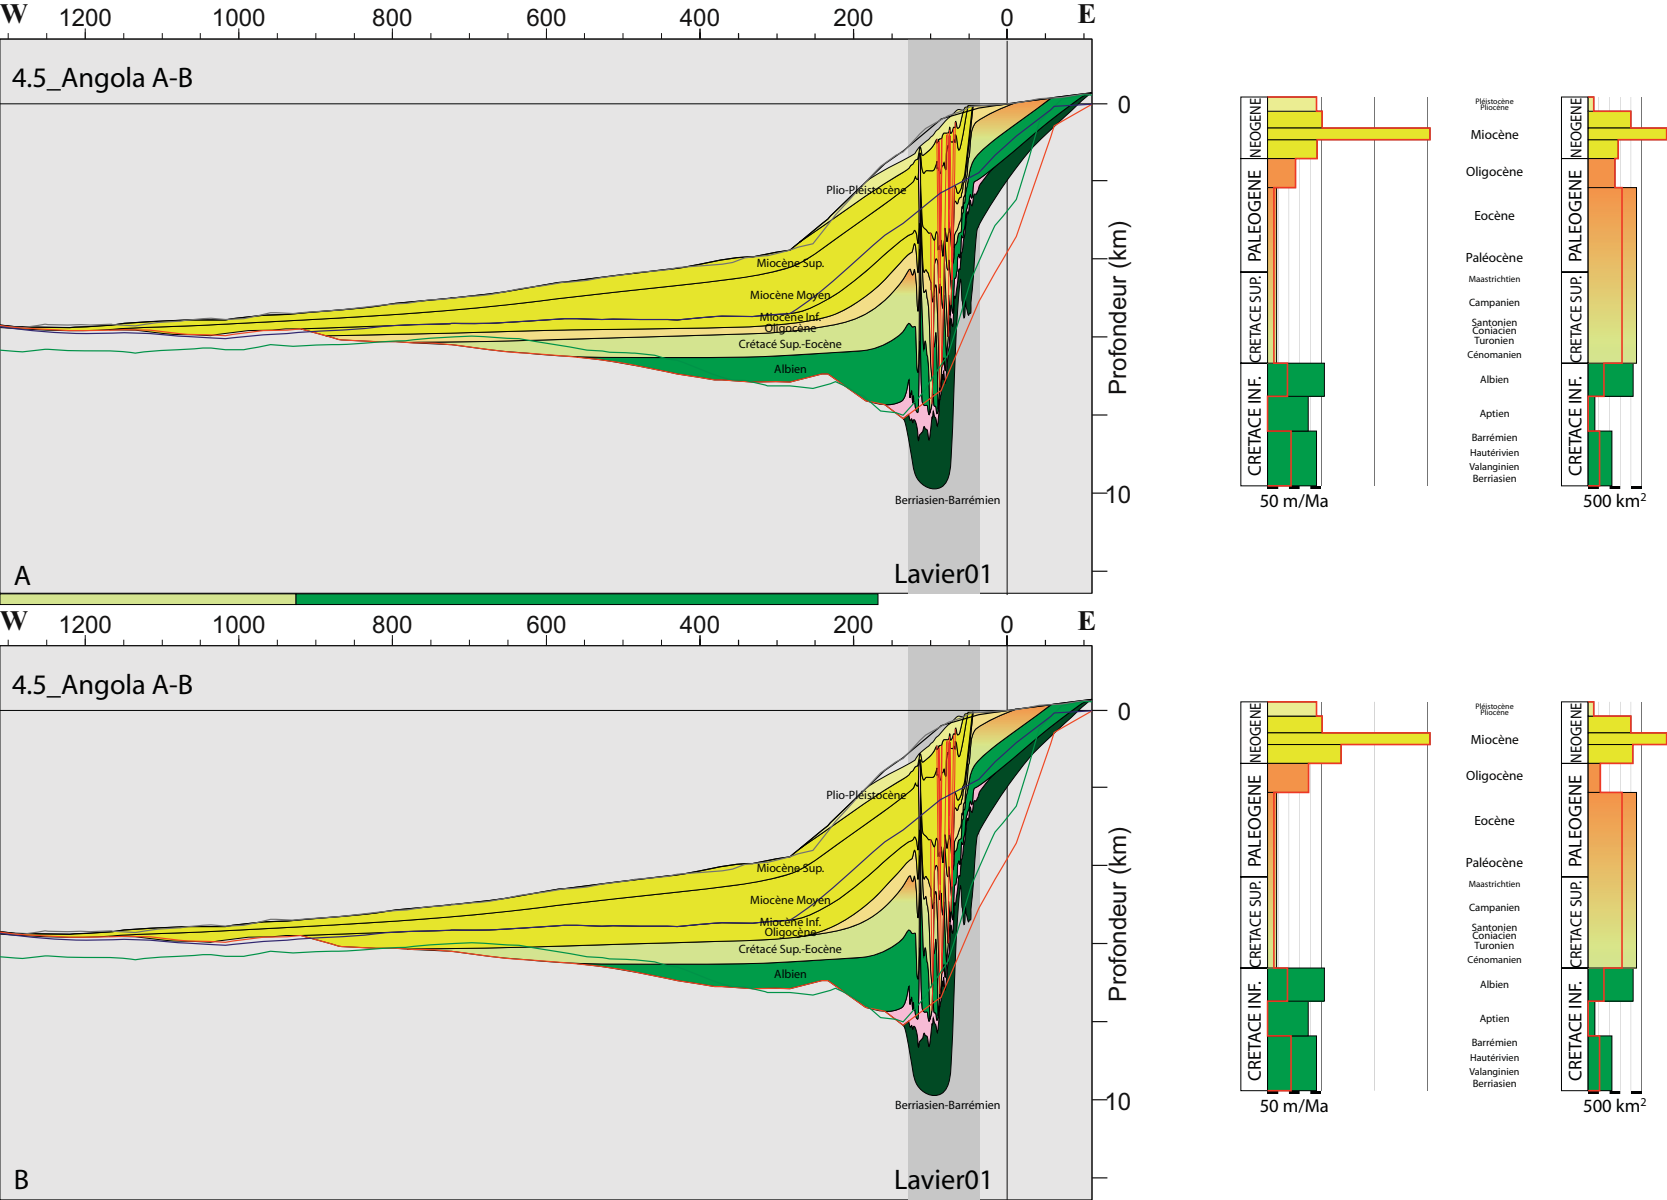 W 1200 1000 800 600 400 200 0 E
4.5_Angola A-B
0
Plio-Pléistocène
Miocène Sup.
Miocène Moyen
Miocène Inf.
Oligocène
Crétacé Sup.-Eocène
Albien
Berriasien-Barrémien
10
Profondeur (km)
A
Lavier01
NEOGENE
PALEOGENE
CRETACE SUP.
CRETACE INF.
50 m/Ma
Pléistocène
Pliocène
Miocène
Oligocène
Eocène
Paléocène
Maastrichtien
Campanien
Santonien
Coniacien
Turonien
Cénomanien
Albien
Aptien
Barrémien
Hautérivien
Valanginien
Berriasien
NEOGENE
PALEOGENE
CRETACE SUP.
CRETACE INF.
500 km²
W 1200 1000 800 600 400 200 0 E
4.5_Angola A-B
0
Plio-Pléistocène
Miocène Sup.
Miocène Moyen
Miocène Inf.
Oligocène
Crétacé Sup.-Eocène
Albien
Berriasien-Barrémien
10
Profondeur (km)
B
Lavier01
NEOGENE
PALEOGENE
CRETACE SUP.
CRETACE INF.
50 m/Ma
Pléistocène
Pliocène
Miocène
Oligocène
Eocène
Paléocène
Maastrichtien
Campanien
Santonien
Coniacien
Turonien
Cénomanien
Albien
Aptien
Barrémien
Hautérivien
Valanginien
Berriasien
NEOGENE
PALEOGENE
CRETACE SUP.
CRETACE INF.
500 km²